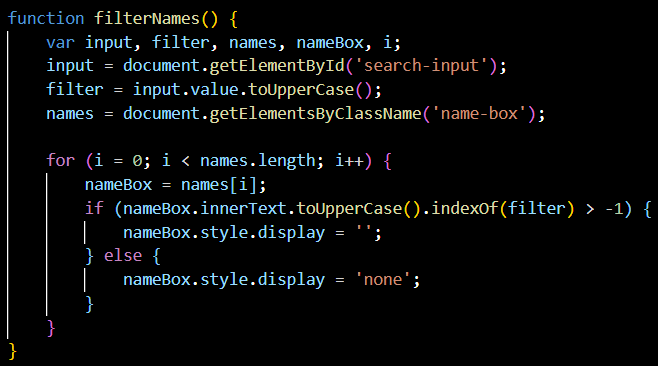 function filterNames() {
    var input, filter, names, nameBox, i;
    input = document.getElementById('search-input');
    filter = input.value.toUpperCase();
    names = document.getElementsByClassName('name-box');

    for (i = 0; i < names.length; i++) {
        nameBox = names[i];
        if (nameBox.innerText.toUpperCase().indexOf(filter) > -1) {
            nameBox.style.display = '';
        } else {
            nameBox.style.display = 'none';
        }
    }
}